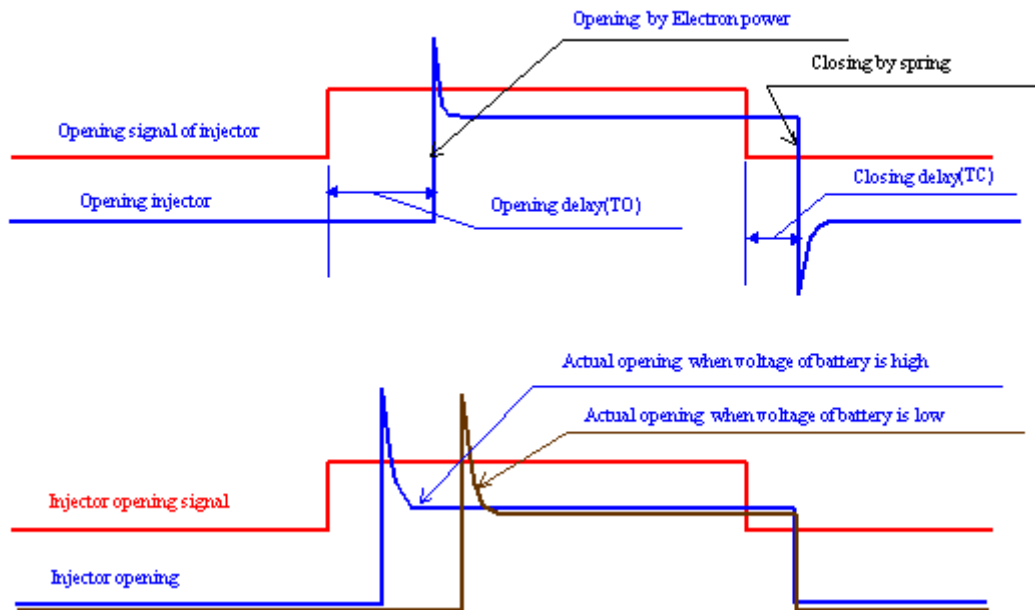 Opening by Electron power
Closing by spring
Opening signal of injector
Closing delay(TC)
Opening injector
Opening delay(TO)
Actual opening when voltage of battery is high
Actual opening when voltage of battery is low
Injector opening signal
Injector opening